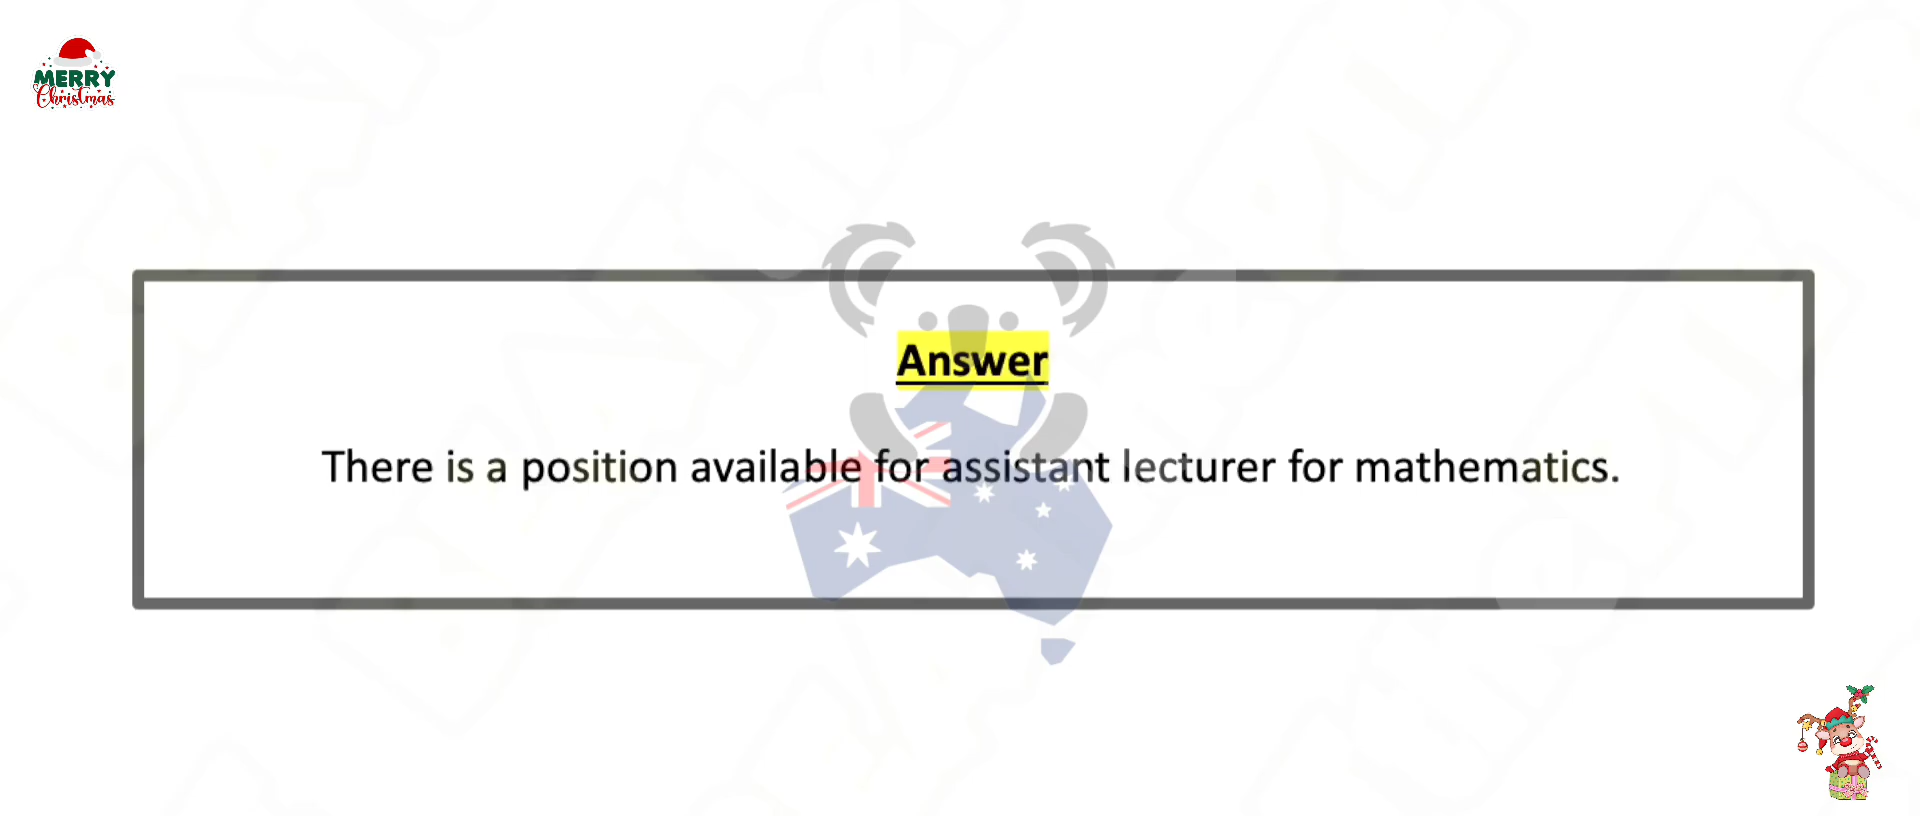 MERRY
Christmas
Answer
There is a position available for assistant lecturer for mathematics.